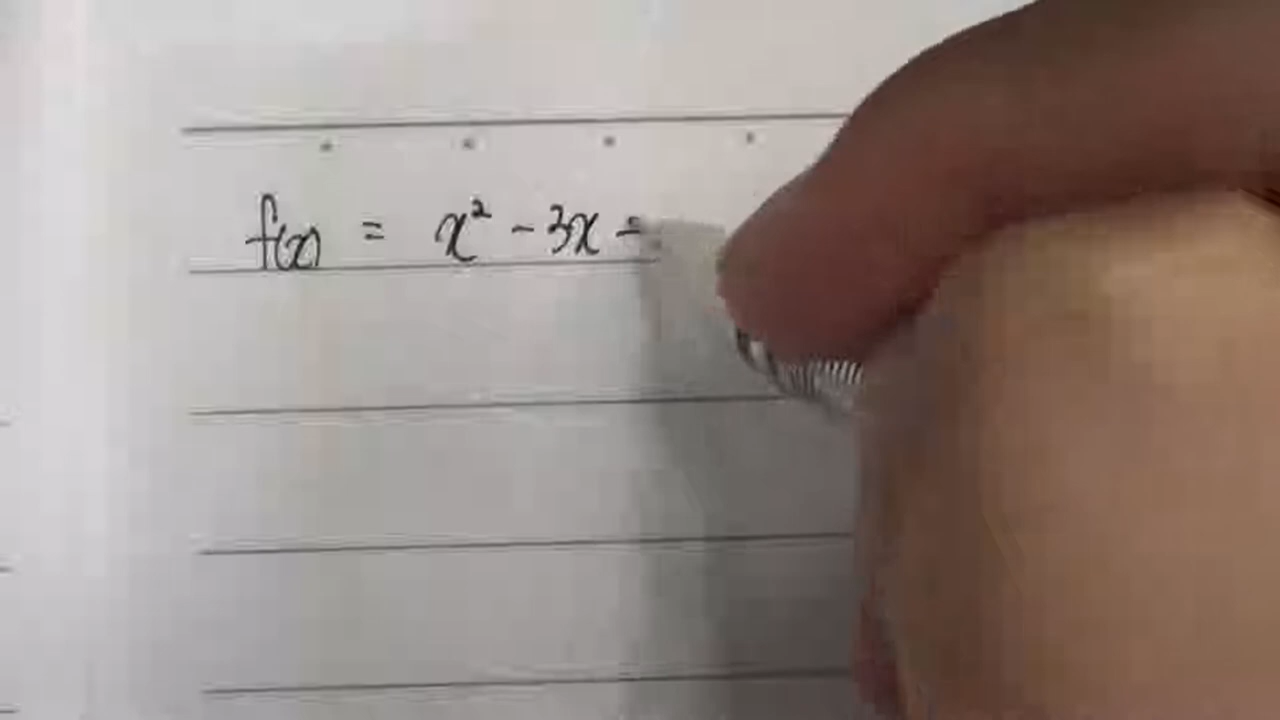 f(x) = x² - 3x